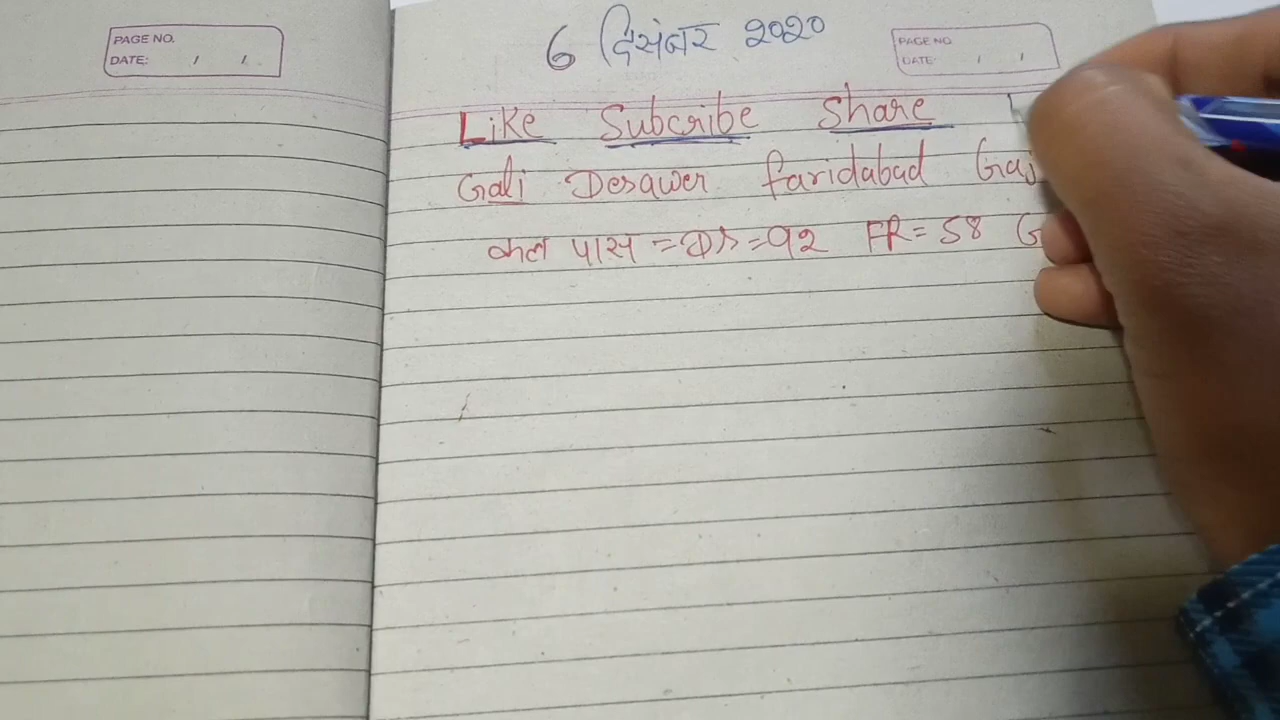 PAGE NO.
DATE: / /
6 दिसंबर 2020
PAGE NO
DATE: / /
Like Subcribe Share
Gali Desawer faridabad Gaj
कल पास = = 92 FR = 58 G